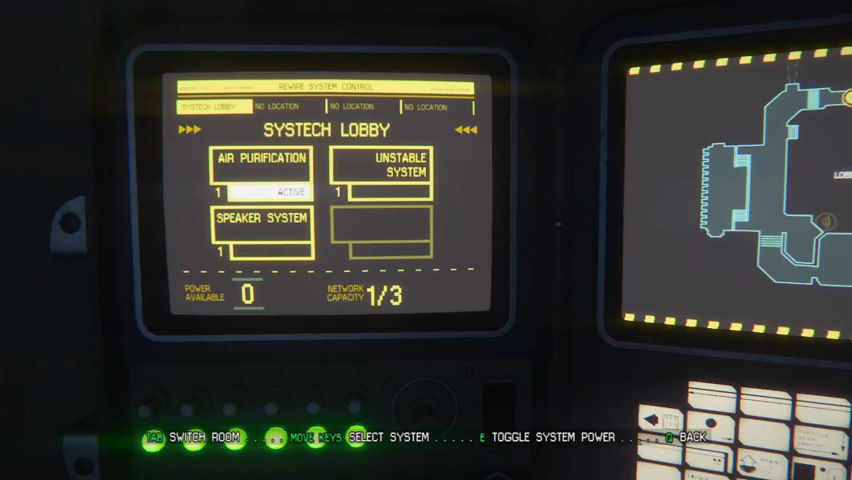 REWIRE SYSTEM CONTROL
SYSTECH LOBBY NO LOCATION NO LOCATION NO LOCATION
SYSTECH LOBBY
AIR PURIFICATION
1 ACTIVE
UNSTABLE
SYSTEM
1
SPEAKER SYSTEM
1
POWER
AVAILABLE
0
NETWORK
CAPACITY
1/3
TAB SWITCH ROOM ..... MOVE KEYS SELECT SYSTEM ..... E TOGGLE SYSTEM POWER ..... Q BACK